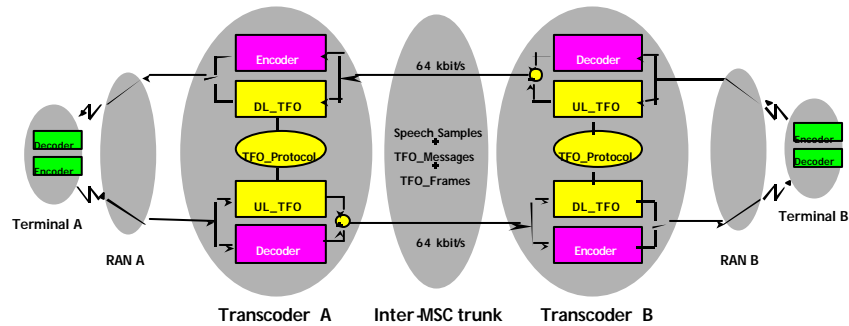 Encoder
DL_TFO
TFO_Protocol
UL_TFO
Decoder
64 kbit/s
Speech_Samples
+
TFO_Messages
+
TFO_Frames
64 kbit/s
Decoder
UL_TFO
TFO_Protocol
DL_TFO
Encoder
Decoder
Encoder
Terminal A
RAN A
Encoder
Decoder
Terminal B
RAN B
Transcoder A
Inter-MSC trunk
Transcoder B